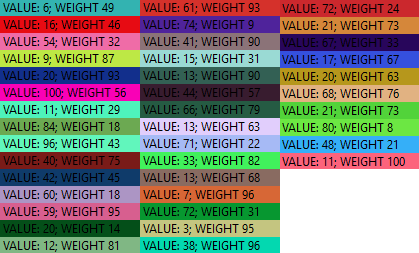 VALUE: 6; WEIGHT 49
VALUE: 16; WEIGHT 46
VALUE: 54; WEIGHT 32
VALUE: 9; WEIGHT 87
VALUE: 20; WEIGHT 93
VALUE: 100; WEIGHT 56
VALUE: 11; WEIGHT 29
VALUE: 84; WEIGHT 18
VALUE: 96; WEIGHT 43
VALUE: 40; WEIGHT 75
VALUE: 42; WEIGHT 45
VALUE: 60; WEIGHT 18
VALUE: 59; WEIGHT 95
VALUE: 20; WEIGHT 14
VALUE: 12; WEIGHT 81
VALUE: 61; WEIGHT 93
VALUE: 74; WEIGHT 9
VALUE: 41; WEIGHT 90
VALUE: 15; WEIGHT 31
VALUE: 13; WEIGHT 90
VALUE: 44; WEIGHT 57
VALUE: 66; WEIGHT 79
VALUE: 13; WEIGHT 63
VALUE: 71; WEIGHT 22
VALUE: 33; WEIGHT 82
VALUE: 13; WEIGHT 68
VALUE: 7; WEIGHT 96
VALUE: 72; WEIGHT 31
VALUE: 3; WEIGHT 95
VALUE: 38; WEIGHT 96
VALUE: 72; WEIGHT 24
VALUE: 21; WEIGHT 73
VALUE: 67; WEIGHT 33
VALUE: 17; WEIGHT 67
VALUE: 20; WEIGHT 63
VALUE: 68; WEIGHT 76
VALUE: 21; WEIGHT 73
VALUE: 80; WEIGHT 8
VALUE: 48; WEIGHT 21
VALUE: 11; WEIGHT 100